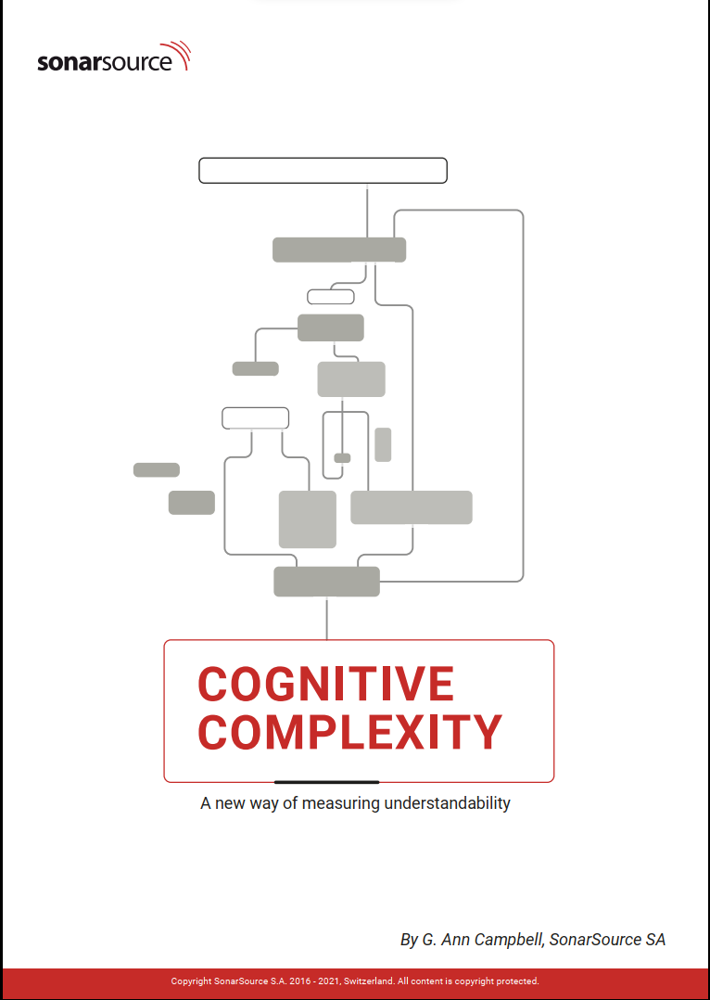 sonarsource
COGNITIVE
COMPLEXITY
A new way of measuring understandability
By G. Ann Campbell, SonarSource SA
Copyright SonarSource S.A. 2016 - 2021, Switzerland. All content is copyright protected.